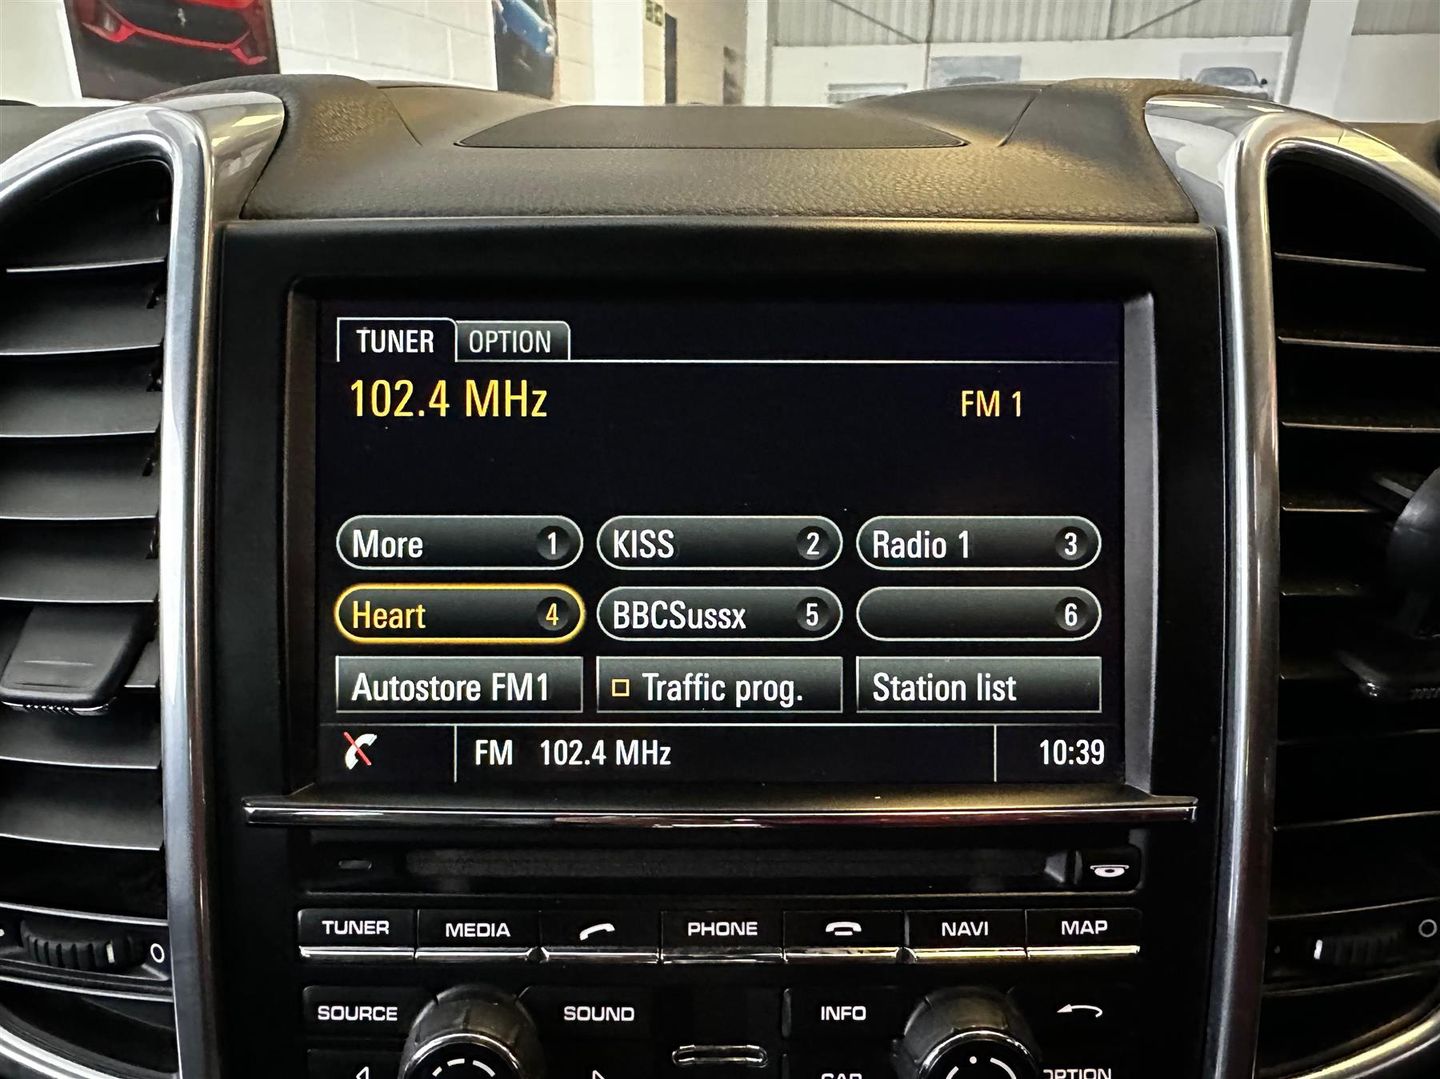 TUNER OPTION
102.4 MHz FM 1
More 1 KISS 2 Radio 1 3
Heart 4 BBCSussx 5 6
Autostore FM1 Traffic prog. Station list
FM 102.4 MHz 10:39
TUNER MEDIA PHONE NAVI MAP
SOURCE SOUND INFO
CAR OPTION